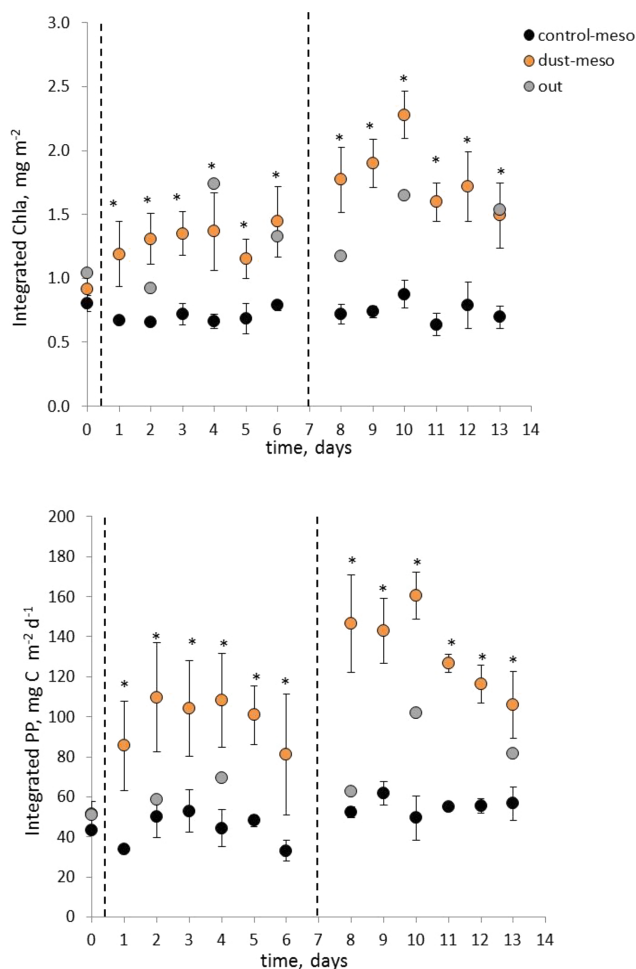 3.0
2.5
2.0
1.5
1.0
0.5
0.0
Integrated Chla, mg m-2
control-meso
dust-meso
out
* * * * * * * * * * * *
0 1 2 3 4 5 6 7 8 9 10 11 12 13 14
time, days
200
180
160
140
120
100
80
60
40
20
0
Integrated PP, mg C m-2 d-1
* * * * * * * * * * * *
0 1 2 3 4 5 6 7 8 9 10 11 12 13 14
time, days